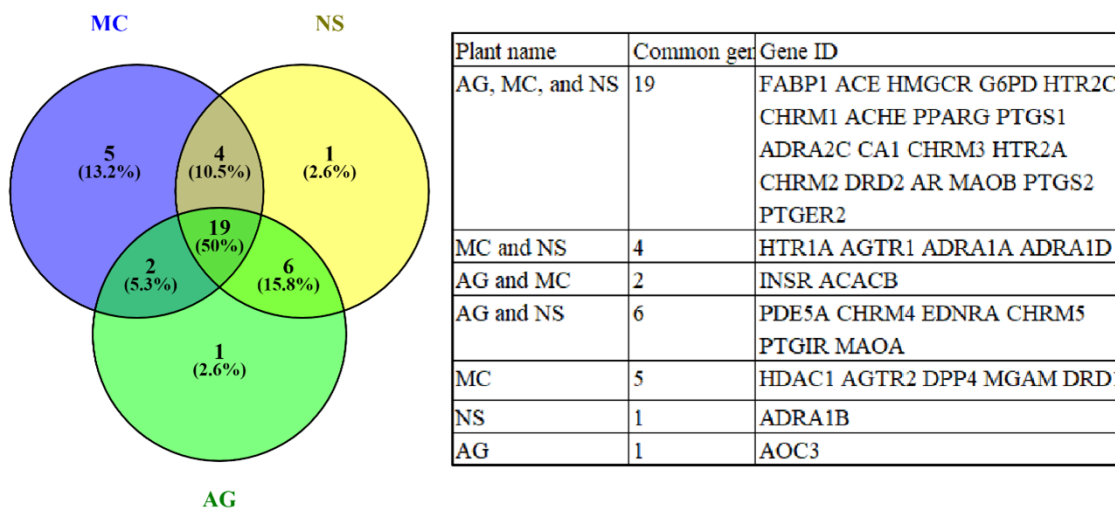 MC
NS
5
(13.2%)
4
(10.5%)
1
(2.6%)
19
(50%)
2
(5.3%)
6
(15.8%)
1
(2.6%)
AG
Plant name Common gen Gene ID
AG, MC, and NS 19 FABP1 ACE HMGCR G6PD HTR2C
CHRM1 ACHE PPARG PTGS1
ADRA2C CA1 CHRM3 HTR2A
CHRM2 DRD2 AR MAOB PTGS2
PTGER2
MC and NS 4 HTR1A AGTR1 ADRA1A ADRA1D
AG and MC 2 INSR ACACB
AG and NS 6 PDE5A CHRM4 EDNRA CHRM5
PTGIR MAOA
MC 5 HDAC1 AGTR2 DPP4 MGAM DRD1
NS 1 ADRA1B
AG 1 AOC3